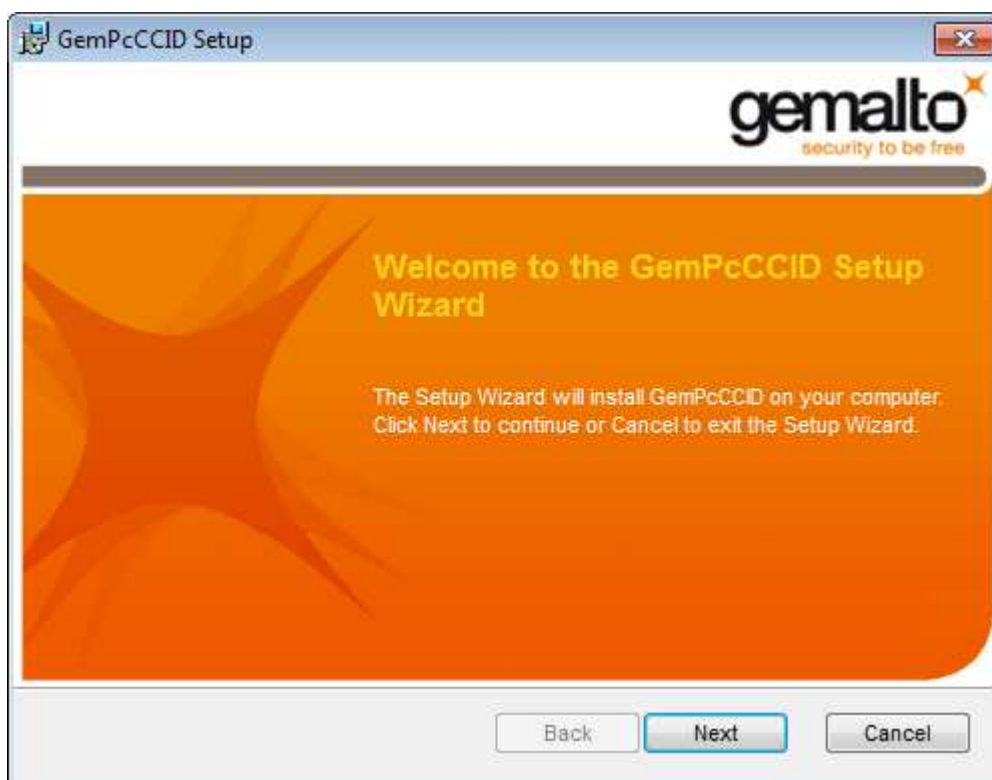 GemPcCCID Setup
gemalto
security to be free
Welcome to the GemPcCCID Setup
Wizard
The Setup Wizard will install GemPcCCID on your computer.
Click Next to continue or Cancel to exit the Setup Wizard.
Back Next Cancel